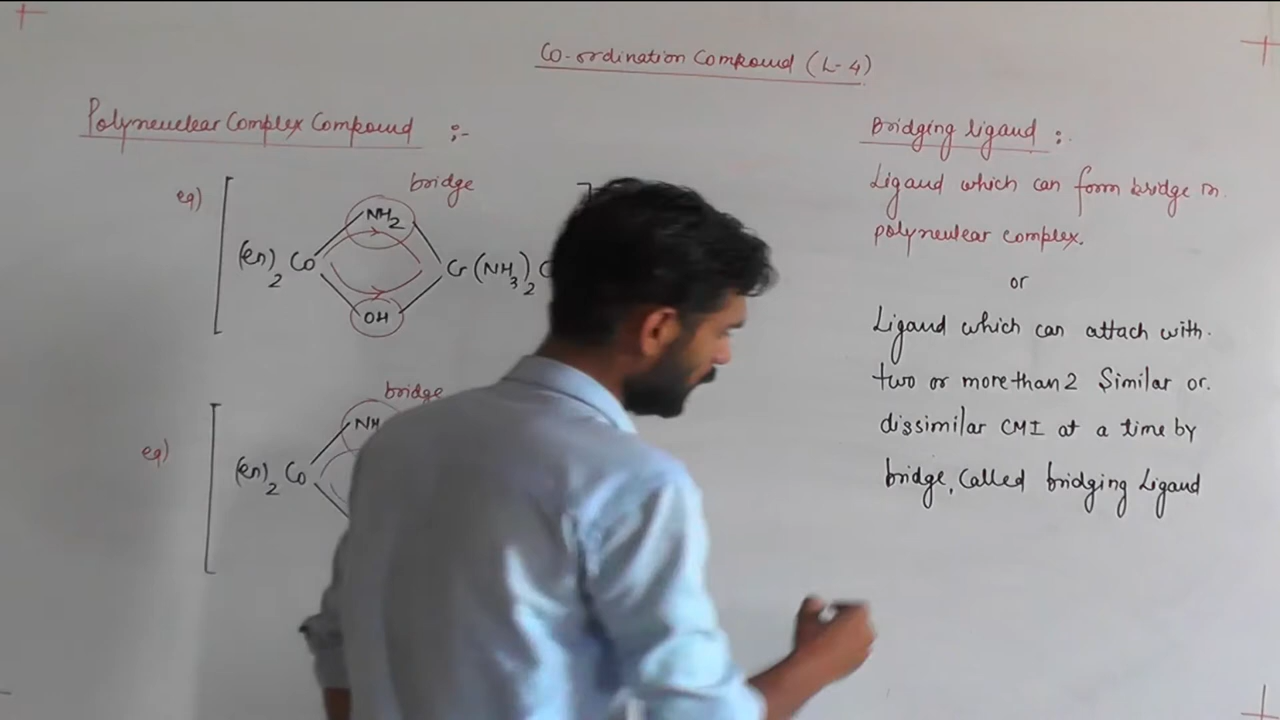 Co-ordination Compound (L-4)
Polyneuclear Complex Compound :-
eg)
bridge
NH2
(en)2 Co
Cr(NH3)2 C
OH
eg)
bridge
NH
(en)2 Co
Bridging ligand :-
Ligand which can form bridge in
polyneulear complex.
or
Ligand which can attach with
two or more than 2 Similar or
dissimilar CMI at a time by
bridge, Called bridging Ligand